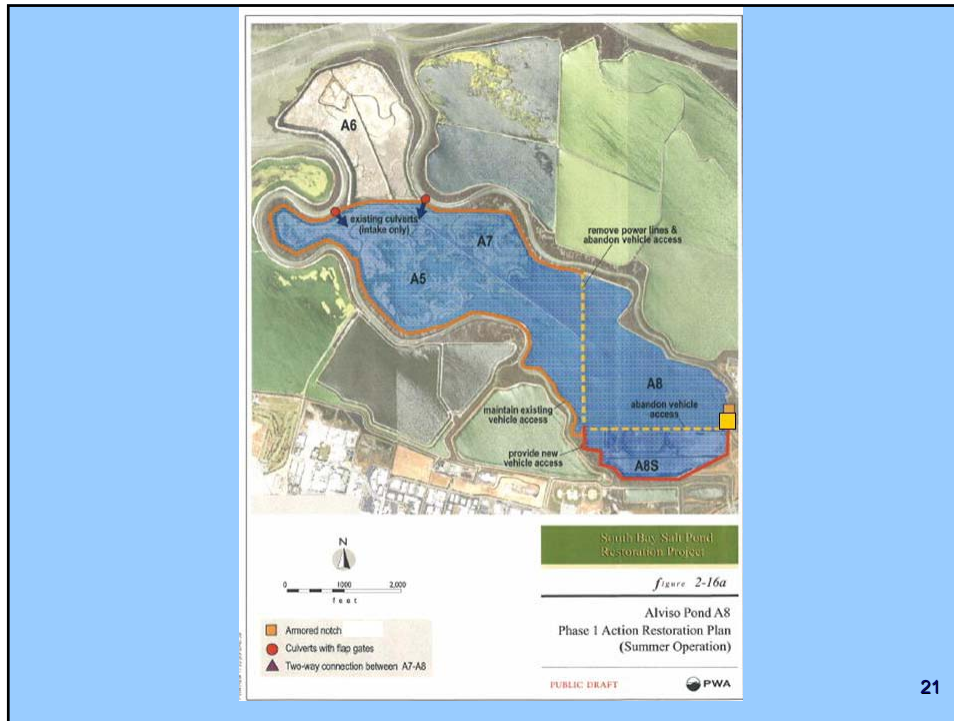 A6
existing culverts
(intake only)
A7
A5
remove power lines &
abandon vehicle access
A8
abandon vehicle
access
maintain existing
vehicle access
provide new
vehicle access
A8S
N
0 1000 2,000
feet
South Bay Salt Pond
Restoration Project
figure 2-16a
Alviso Pond A8
Phase 1 Action Restoration Plan
(Summer Operation)
Armored notch
Culverts with flap gates
Two-way connection between A7-A8
PUBLIC DRAFT
PWA
21